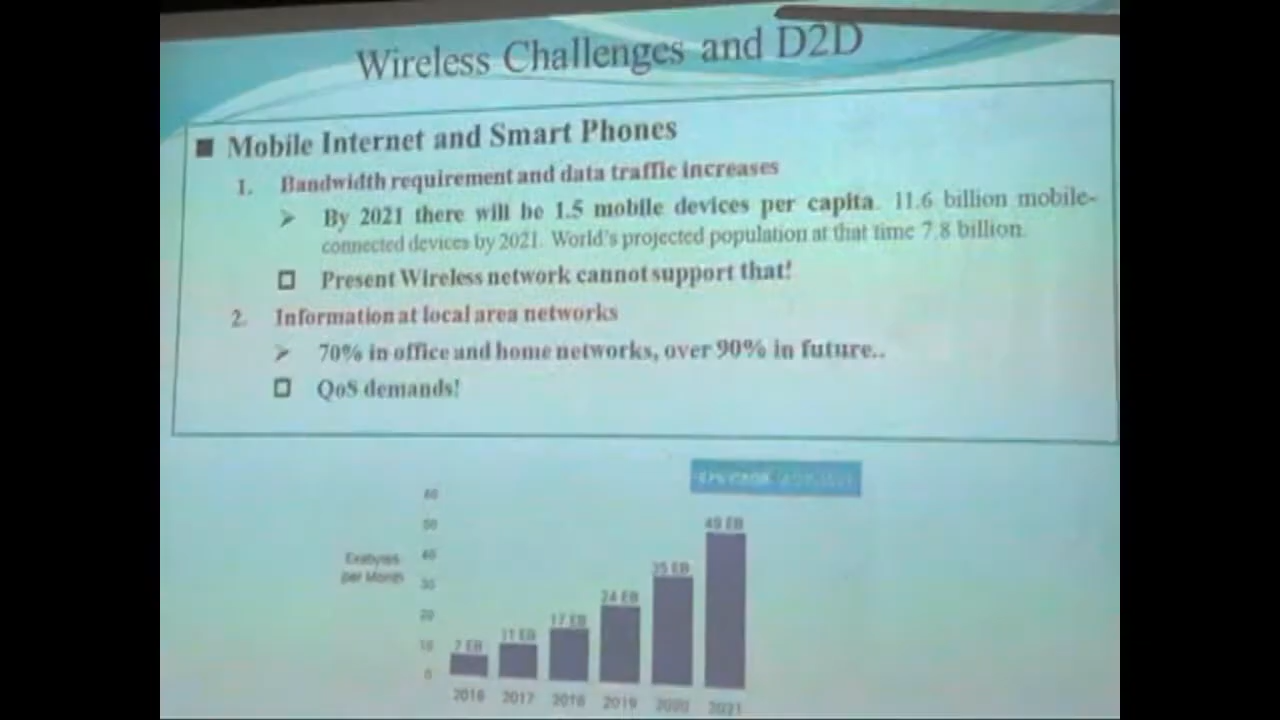 Wireless Challenges and D2D
■ Mobile Internet and Smart Phones
1. Bandwidth requirement and data traffic increases
➢ By 2021 there will be 1.5 mobile devices per capita. 11.6 billion mobile-
connected devices by 2021. World's projected population at that time 7.8 billion.
□ Present Wireless network cannot support that!
2. Information at local area networks
➢ 70% in office and home networks, over 90% in future..
□ QoS demands!
60
50
40
30
20
10
0
Exabytes
per Month
7 EB
11 EB
17 EB
24 EB
35 EB
49 EB
2016 2017 2018 2019 2020 2021